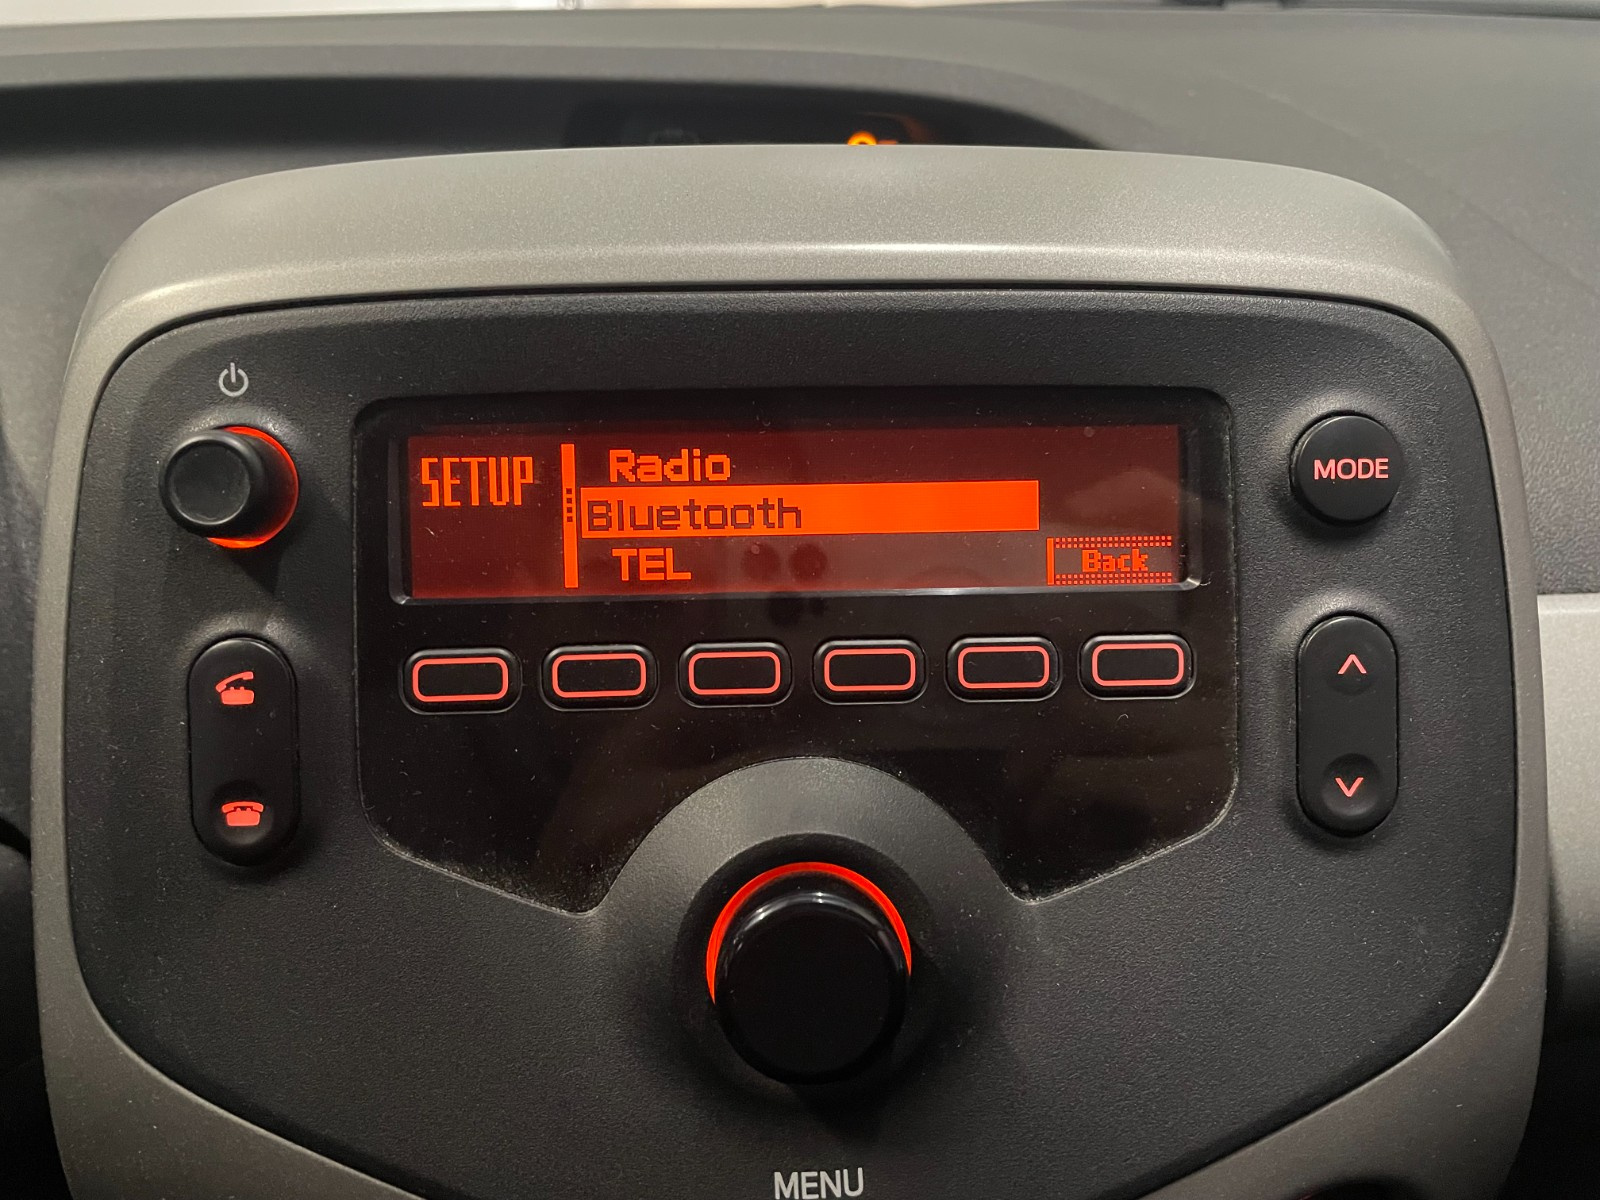 SETUP
Radio
Bluetooth
TEL
Back
MODE
MENU